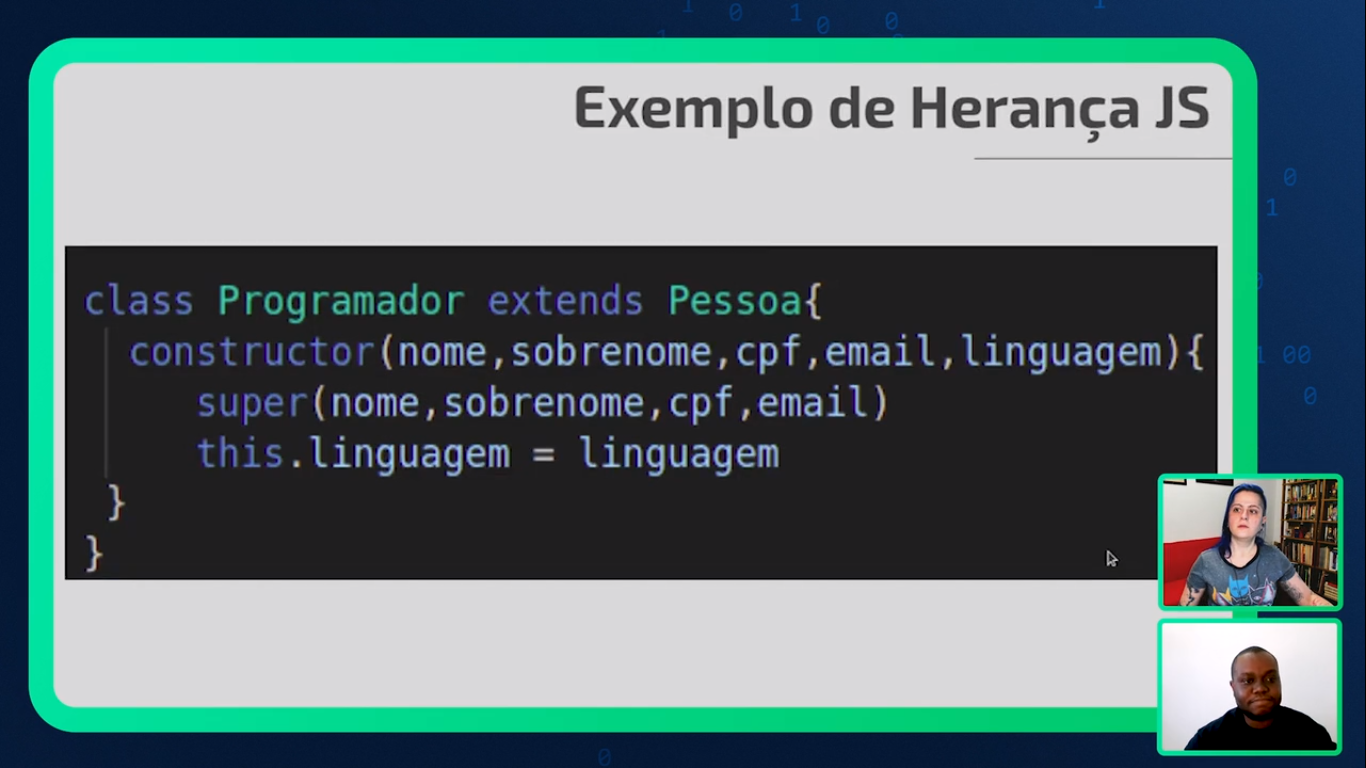 Exemplo de Herança JS
class Programador extends Pessoa{
constructor(nome,sobrenome,cpf,email,linguagem){
super(nome,sobrenome,cpf,email)
this.linguagem = linguagem
}
}